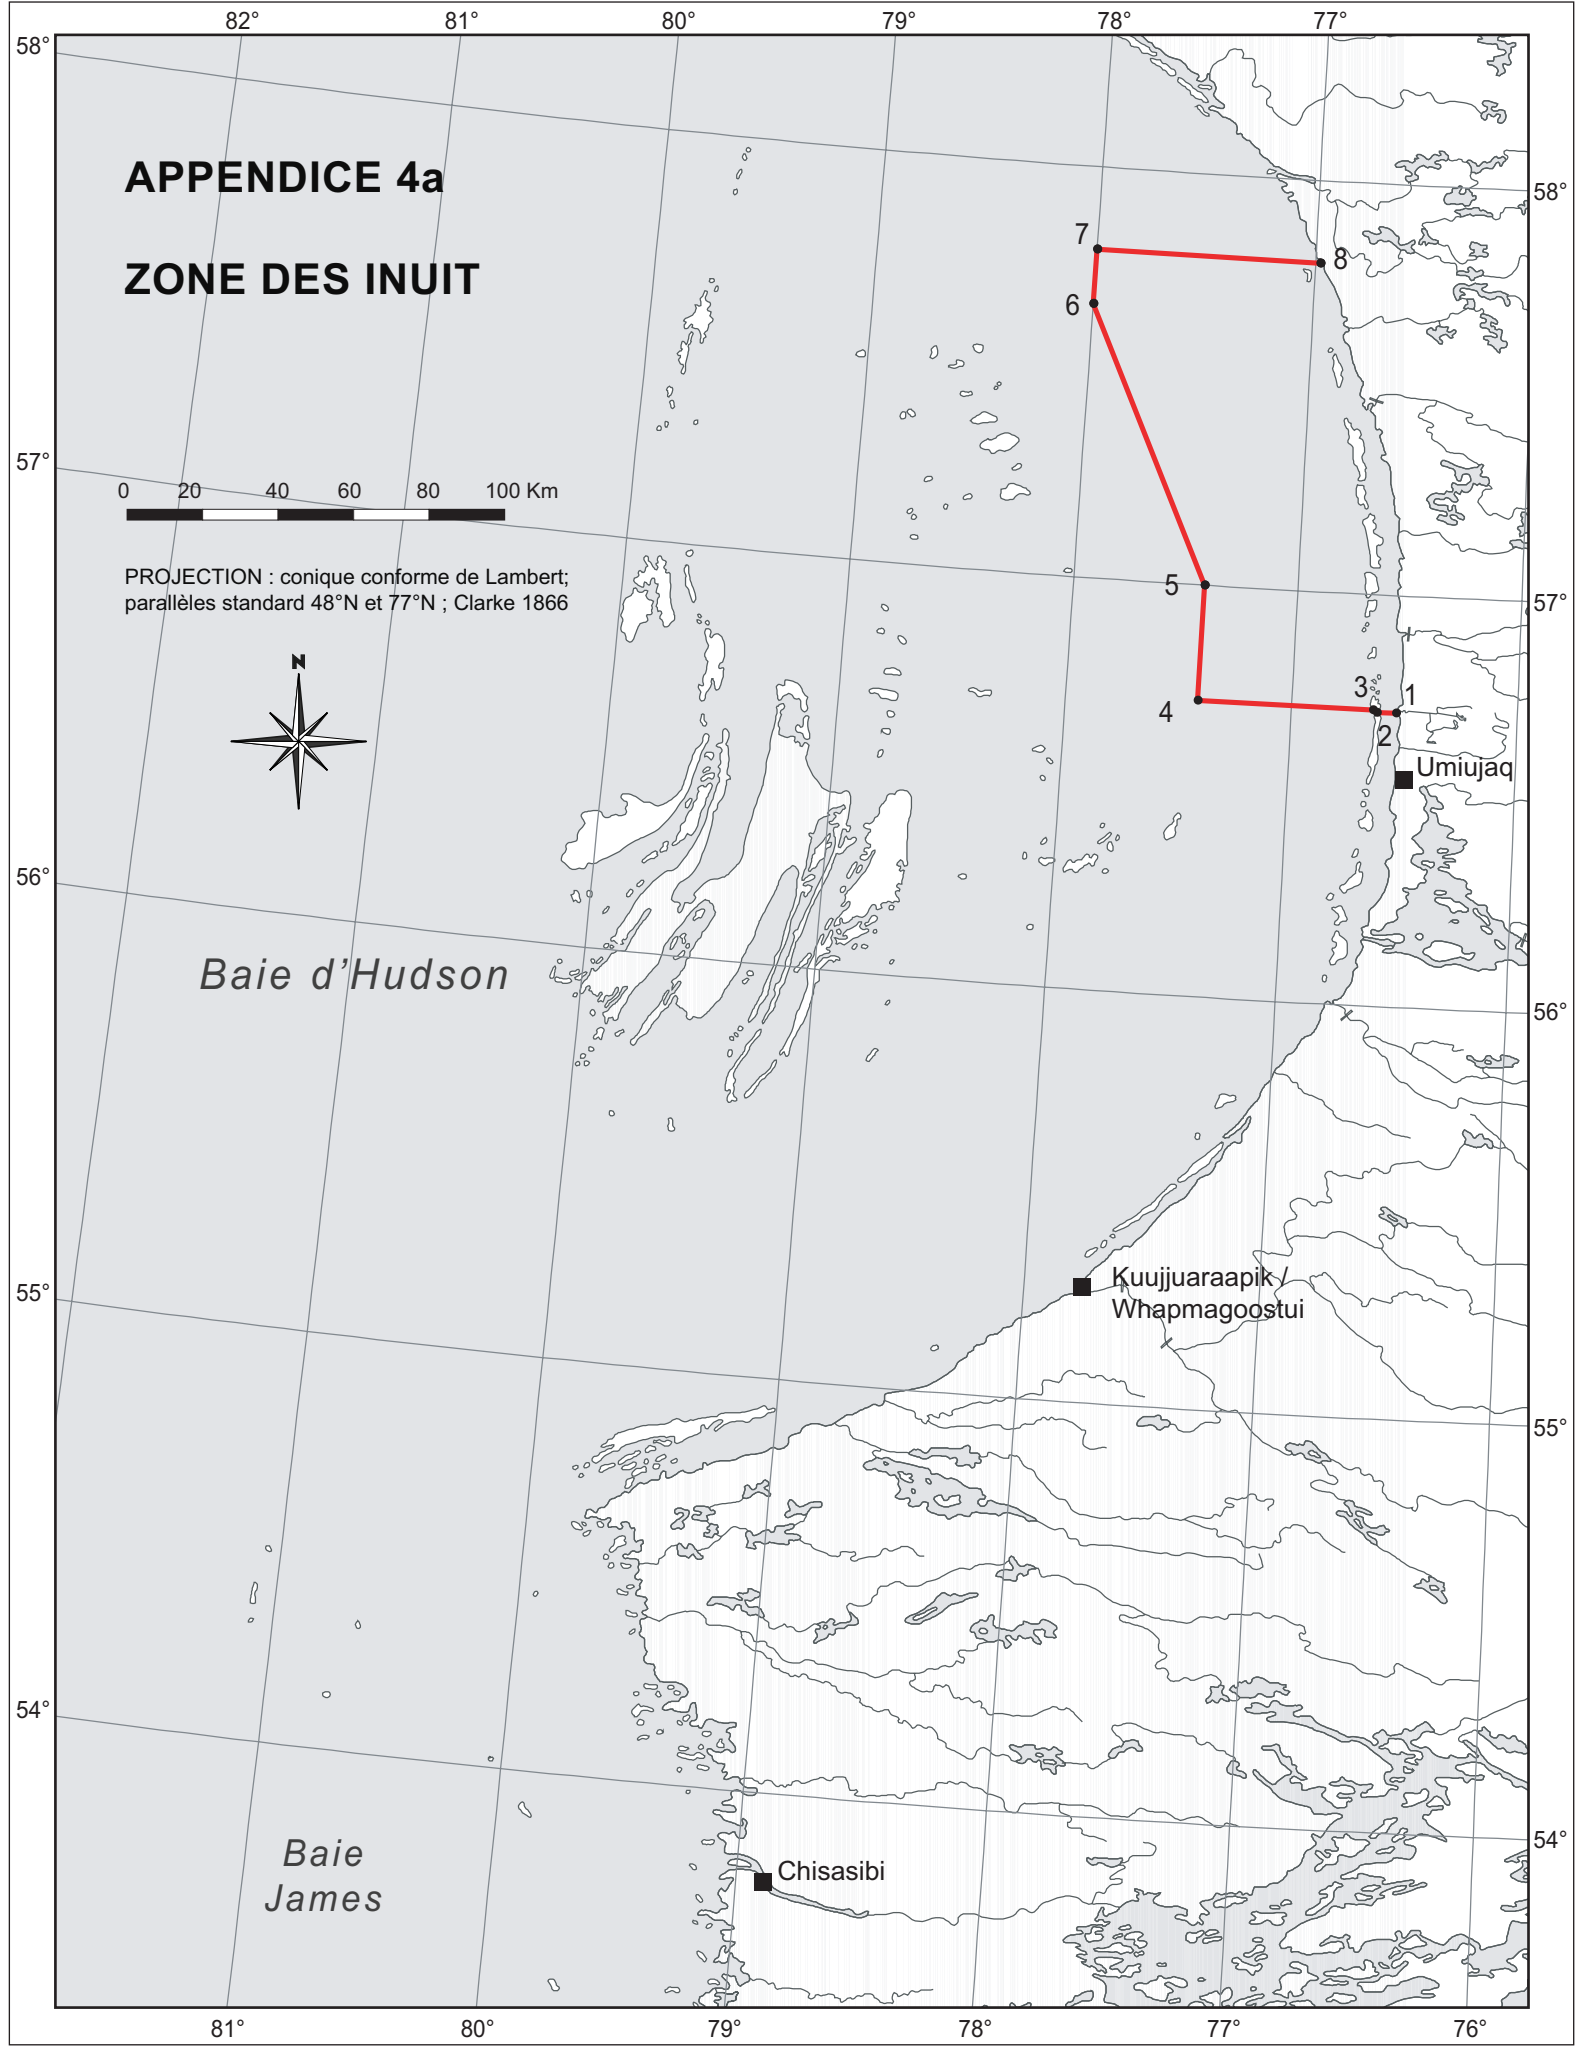 82° 81° 80° 79° 78° 77°
58°
APPENDICE 4a
58°
ZONE DES INUIT
7
8
6
57°
0 20 40 60 80 100 Km
PROJECTION : conique conforme de Lambert;
parallèles standard 48°N et 77°N ; Clarke 1866
5
57°
N
3 1
4
2
Umiujaq
56°
Baie d'Hudson
56°
Kuujjuaraapik /
Whapmagoostui
55°
55°
54°
54°
Baie
James
Chisasibi
81° 80° 79° 78° 77° 76°